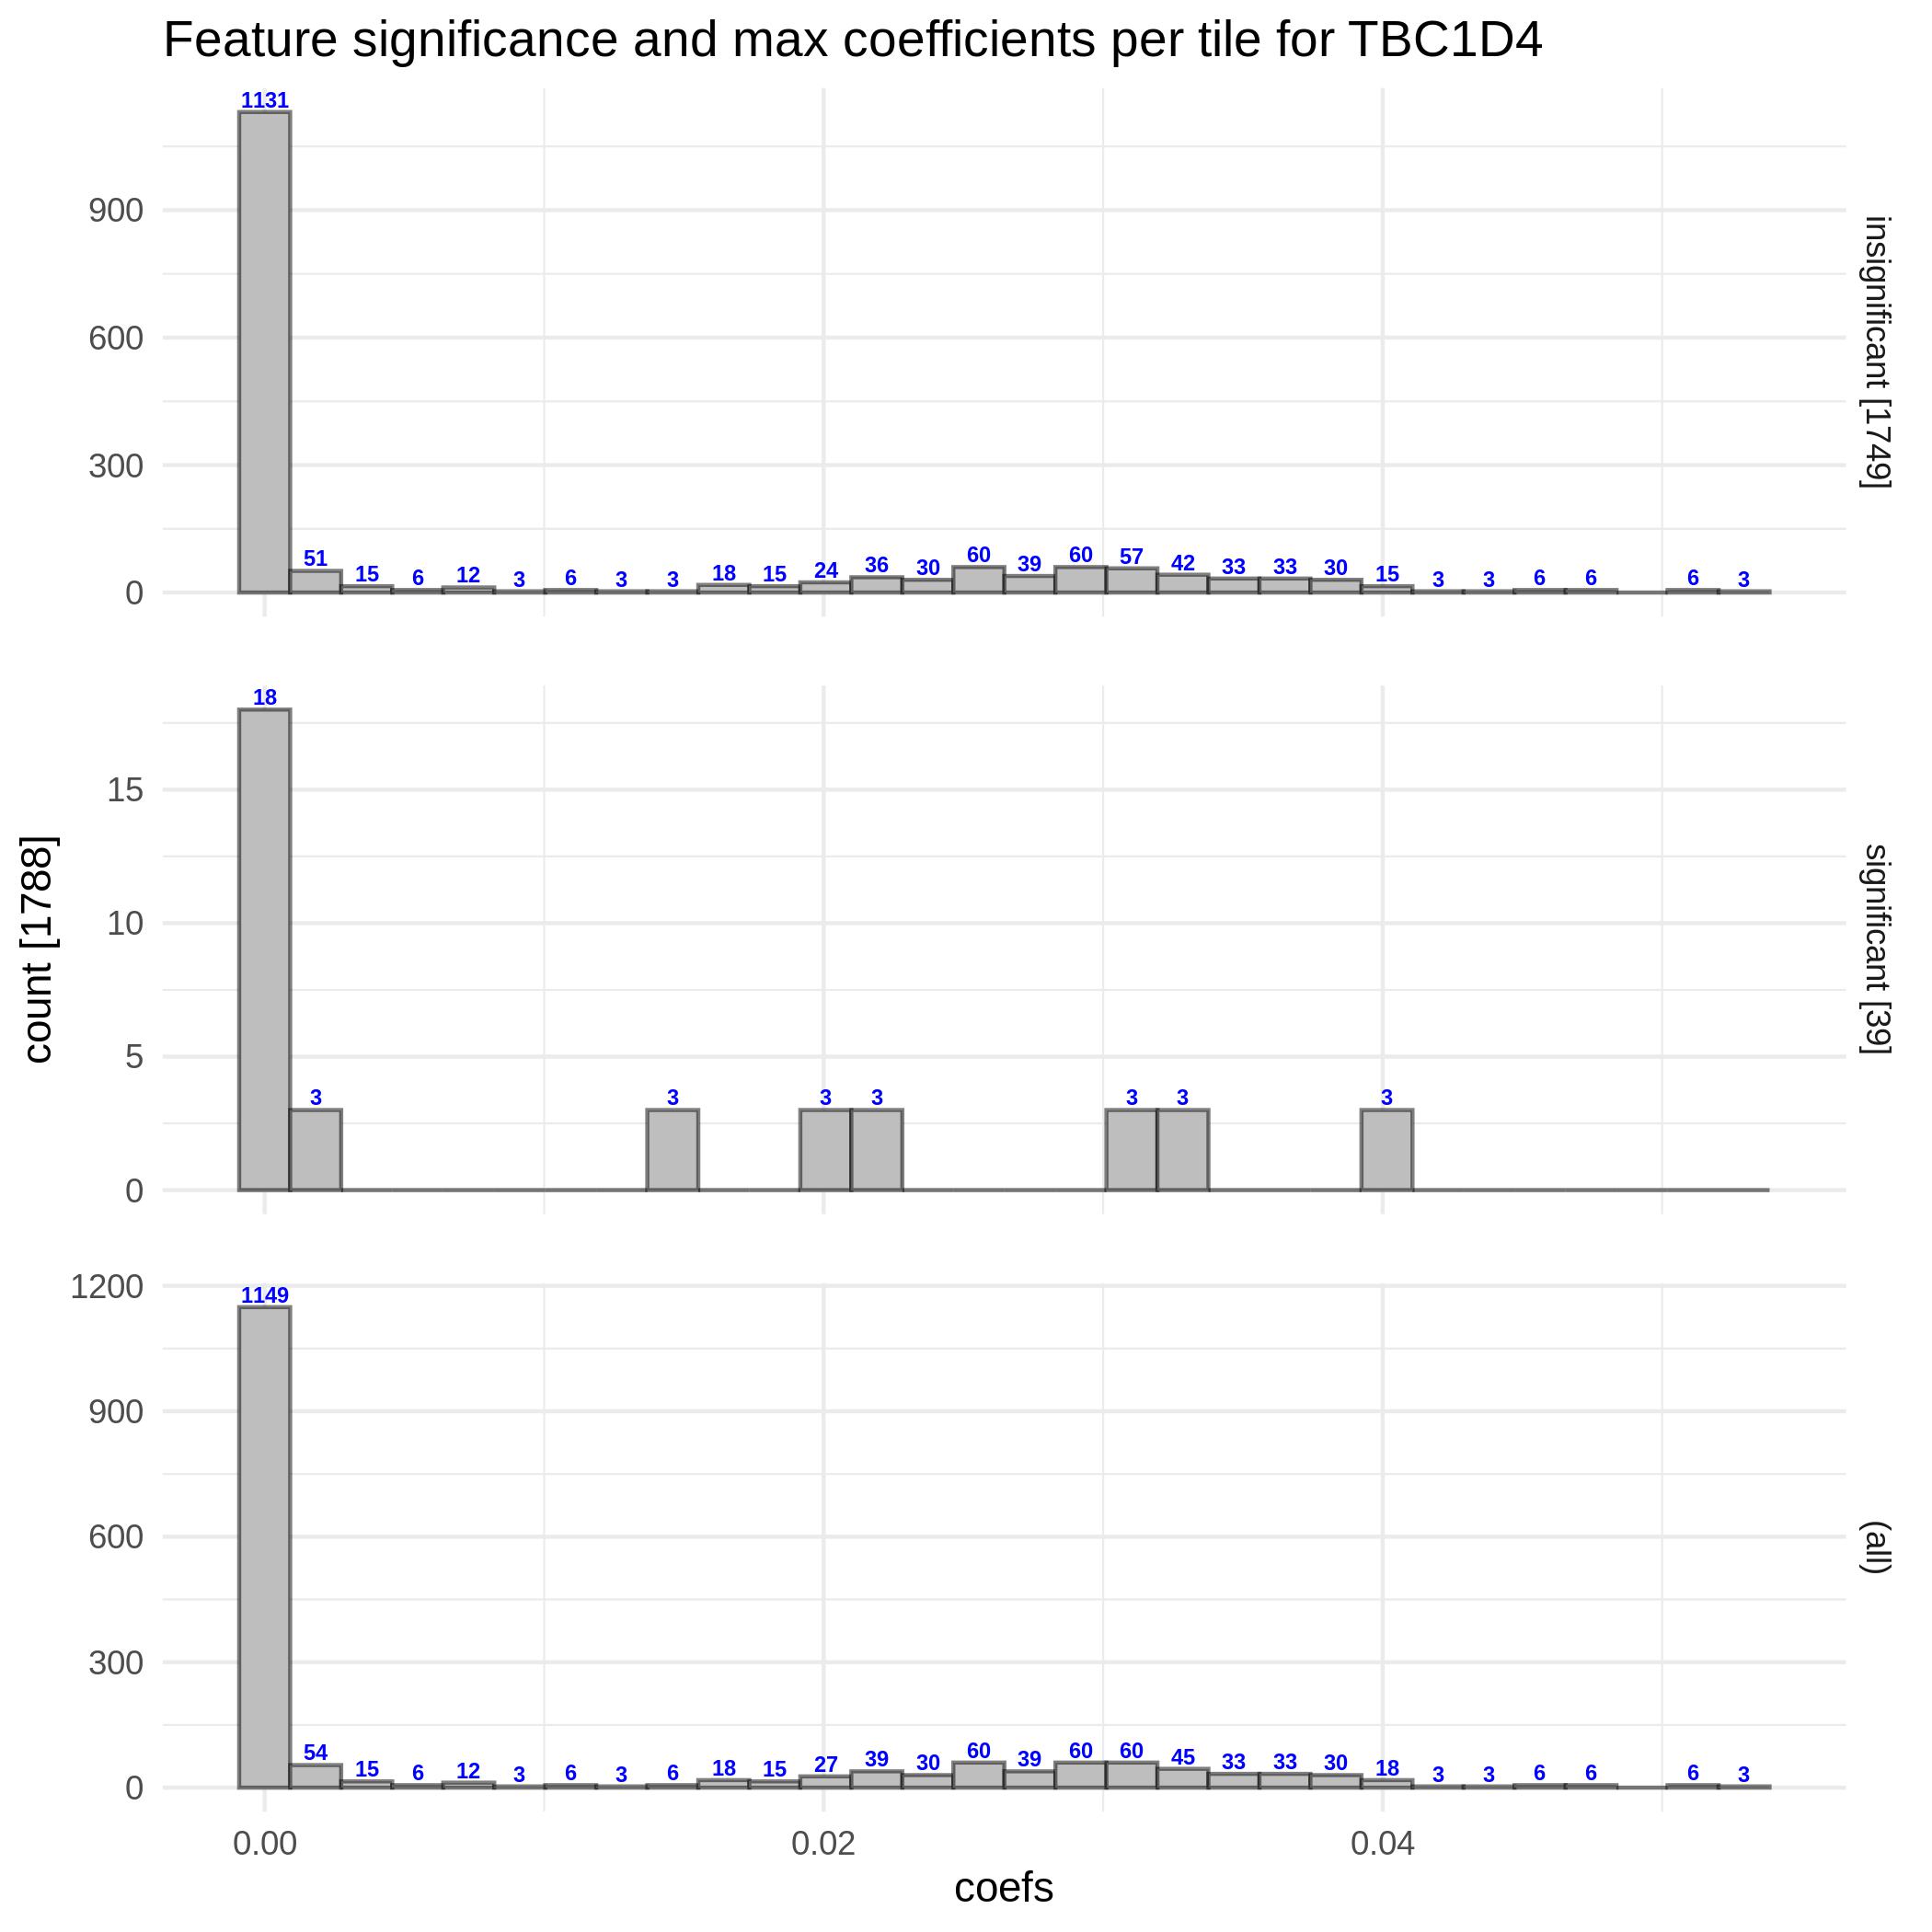 Feature significance and max coefficients per tile for TBC1D4
1131
900
600
300
0
51 15 6 12 3 6 3 3 18 15 24 36 30 60 39 60 57 42 33 33 30 15 3 3 6 6 6 3
insignificant [1749]
18
15
10
5
0
3 3 3 3 3 3 3
significant [39]
count [1788]
1200
1149
900
600
300
0
54 15 6 12 3 6 3 6 18 15 27 39 30 60 39 60 60 45 33 33 30 18 3 3 6 6 6 3
(all)
0.00 0.02 0.04
coefs